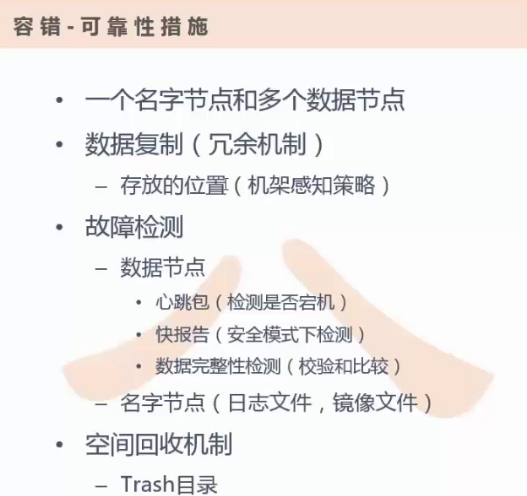 容错-可靠性措施
• 一个名字节点和多个数据节点
• 数据复制（冗余机制）
– 存放的位置（机架感知策略）
• 故障检测
– 数据节点
• 心跳包（检测是否宕机）
• 快报告（安全模式下检测）
• 数据完整性检测（校验和比较）
– 名字节点（日志文件，镜像文件）
• 空间回收机制
– Trash目录